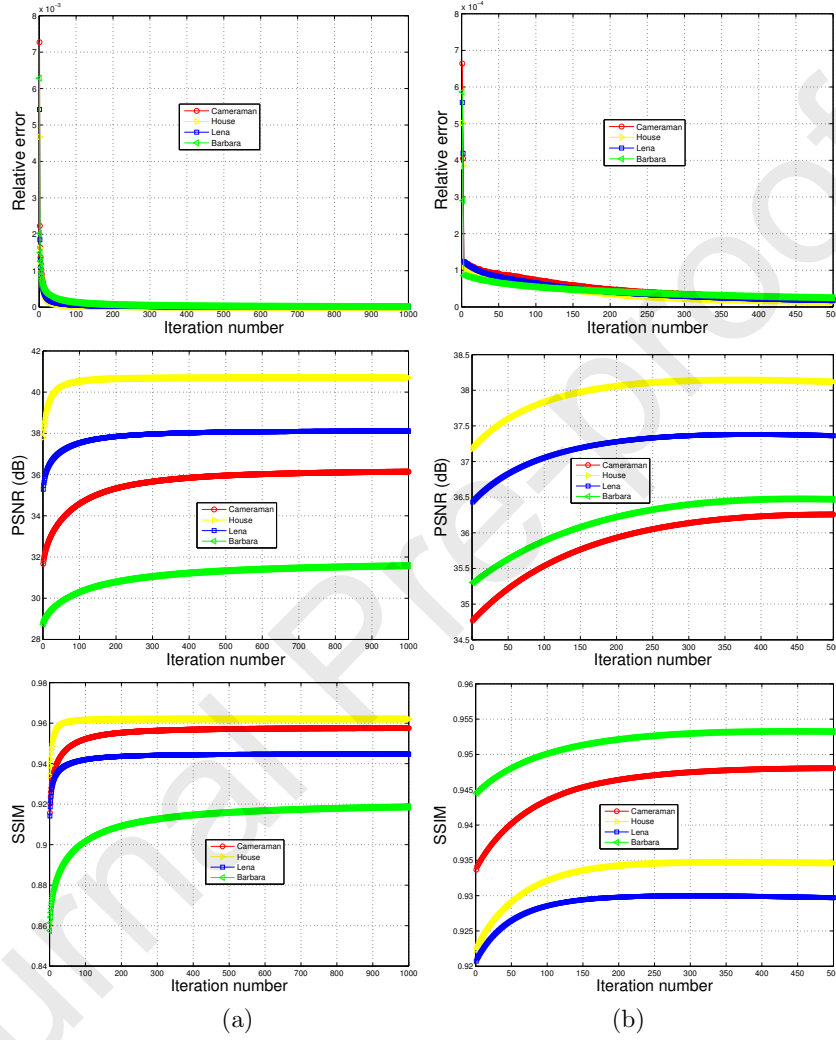 x 10⁻³
8
7
6
5
4
3
2
1
0
Relative error
Cameraman
House
Lena
Barbara
0 100 200 300 400 500 600 700 800 900 1000
Iteration number
x 10⁻⁴
8
7
6
5
4
3
2
1
0
Relative error
Cameraman
House
Lena
Barbara
0 50 100 150 200 250 300 350 400 450 500
Iteration number
42
40
38
36
34
32
30
28
PSNR (dB)
Cameraman
House
Lena
Barbara
0 100 200 300 400 500 600 700 800 900 1000
Iteration number
38.5
38
37.5
37
36.5
36
35.5
35
34.5
PSNR (dB)
Cameraman
House
Lena
Barbara
0 50 100 150 200 250 300 350 400 450 500
Iteration number
0.98
0.96
0.94
0.92
0.9
0.88
0.86
0.84
SSIM
Cameraman
House
Lena
Barbara
0 100 200 300 400 500 600 700 800 900 1000
Iteration number
0.96
0.955
0.95
0.945
0.94
0.935
0.93
0.925
0.92
SSIM
Cameraman
House
Lena
Barbara
0 50 100 150 200 250 300 350 400 450 500
Iteration number
(a)
(b)
urnal Pre-proof